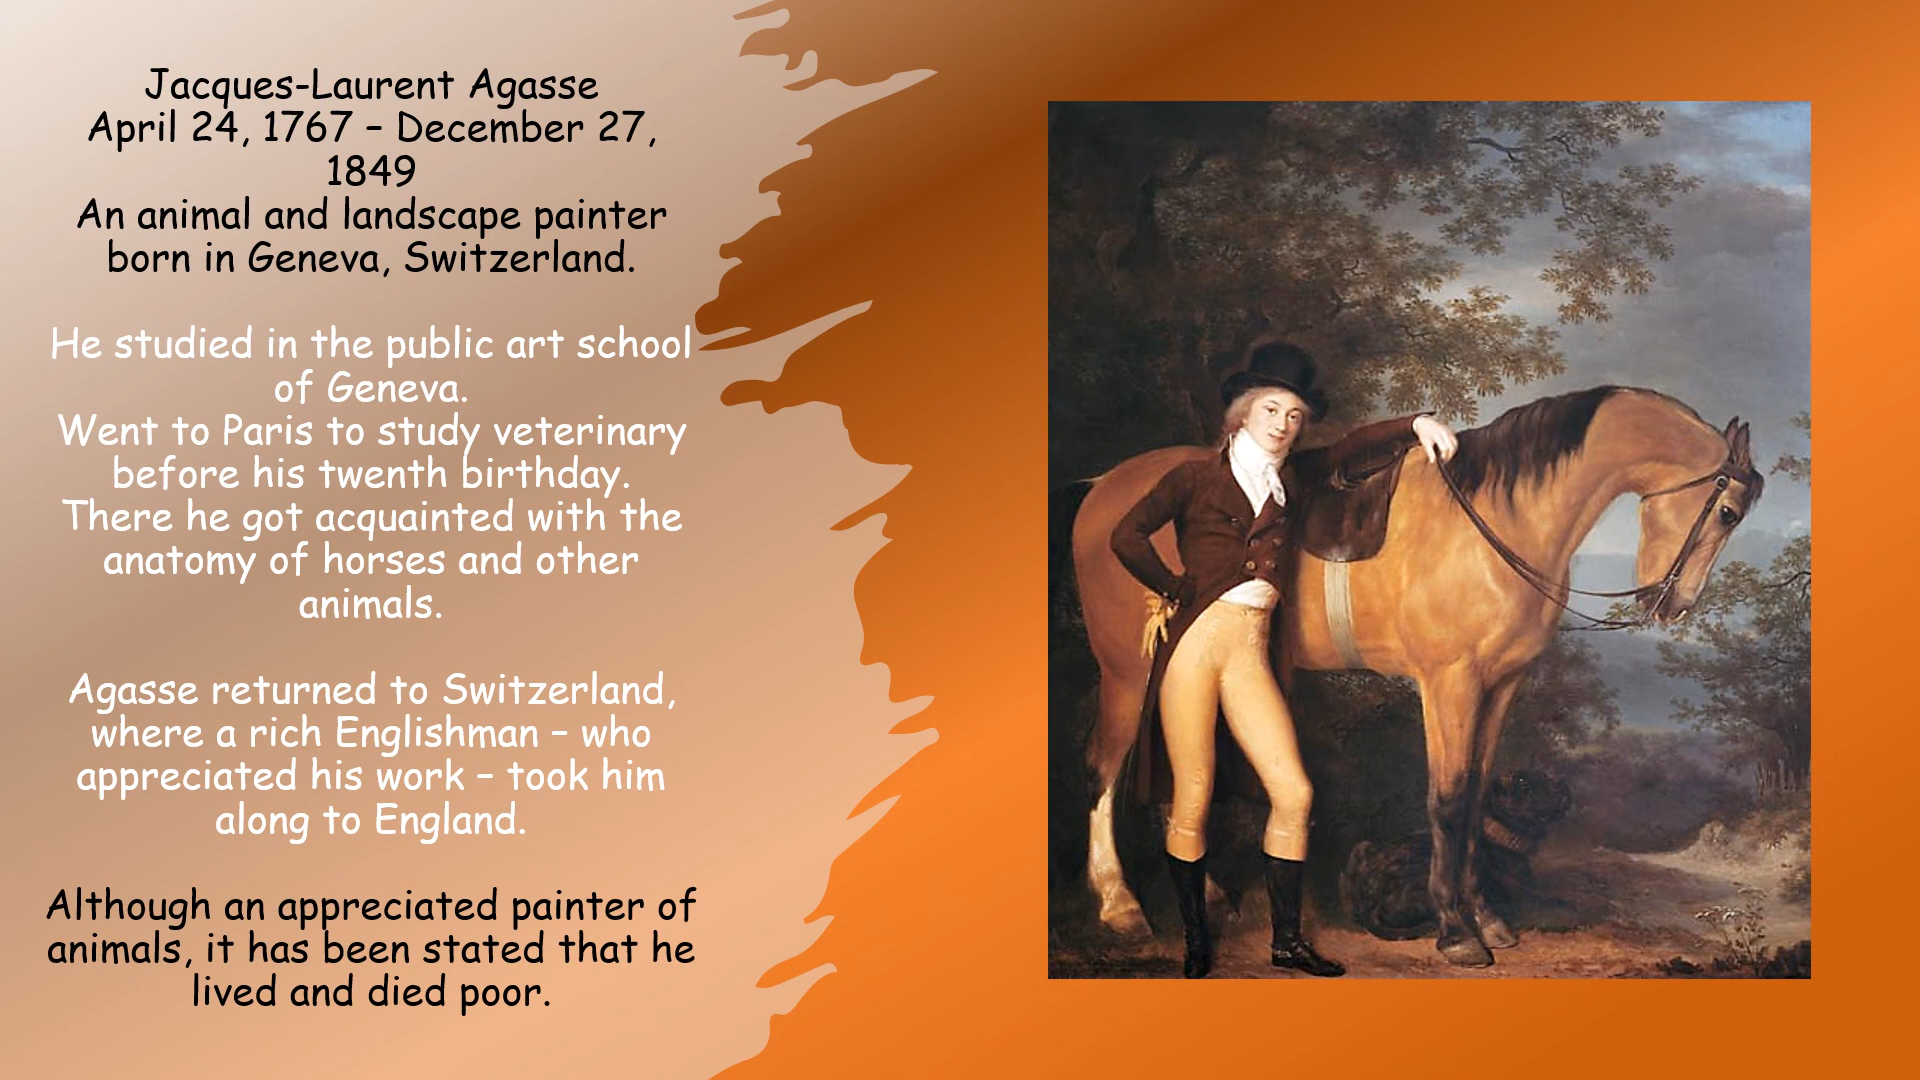 Jacques-Laurent Agasse
April 24, 1767 – December 27,
1849
An animal and landscape painter
born in Geneva, Switzerland.
He studied in the public art school
of Geneva.
Went to Paris to study veterinary
before his twenth birthday.
There he got acquainted with the
anatomy of horses and other
animals.
Agasse returned to Switzerland,
where a rich Englishman – who
appreciated his work – took him
along to England.
Although an appreciated painter of
animals, it has been stated that he
lived and died poor.